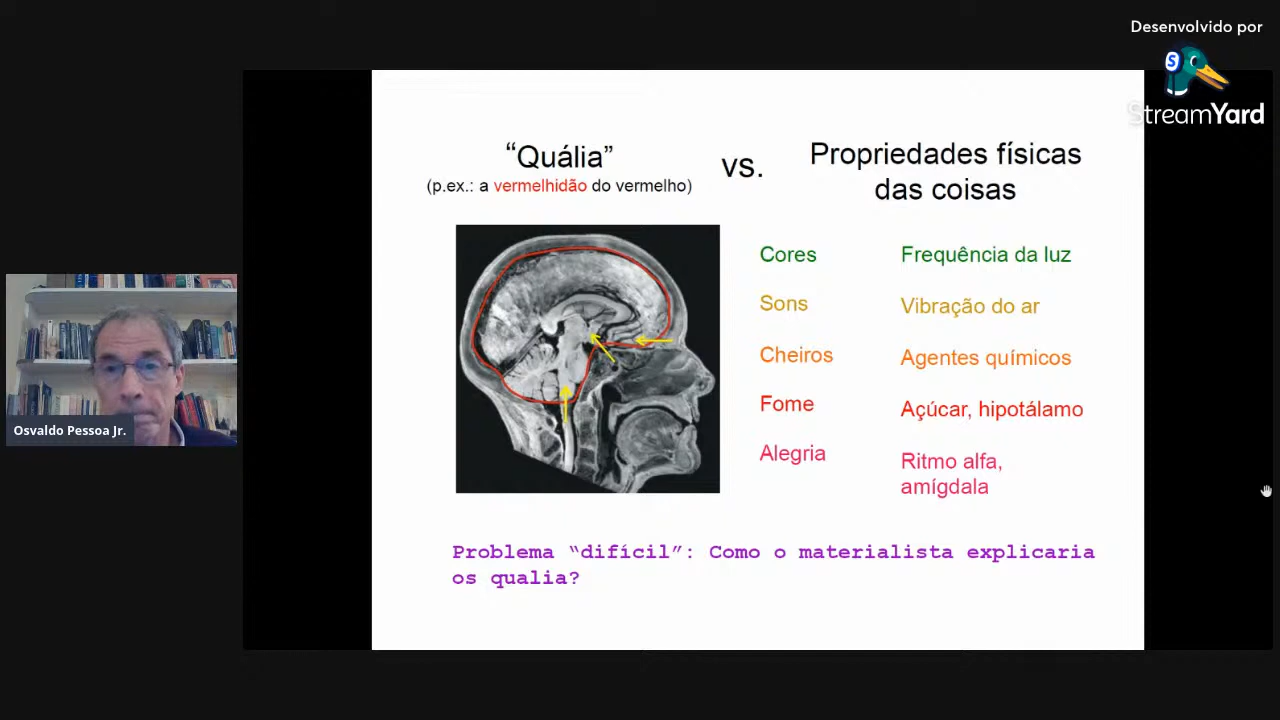 Desenvolvido por
StreamYard
“Quália”
(p.ex.: a vermelhidão do vermelho)
vs.
Propriedades físicas
das coisas
Cores
Frequência da luz
Sons
Vibração do ar
Cheiros
Agentes químicos
Fome
Açúcar, hipotálamo
Alegria
Ritmo alfa,
amígdala
Osvaldo Pessoa Jr.
Problema “difícil”: Como o materialista explicaria
os qualia?